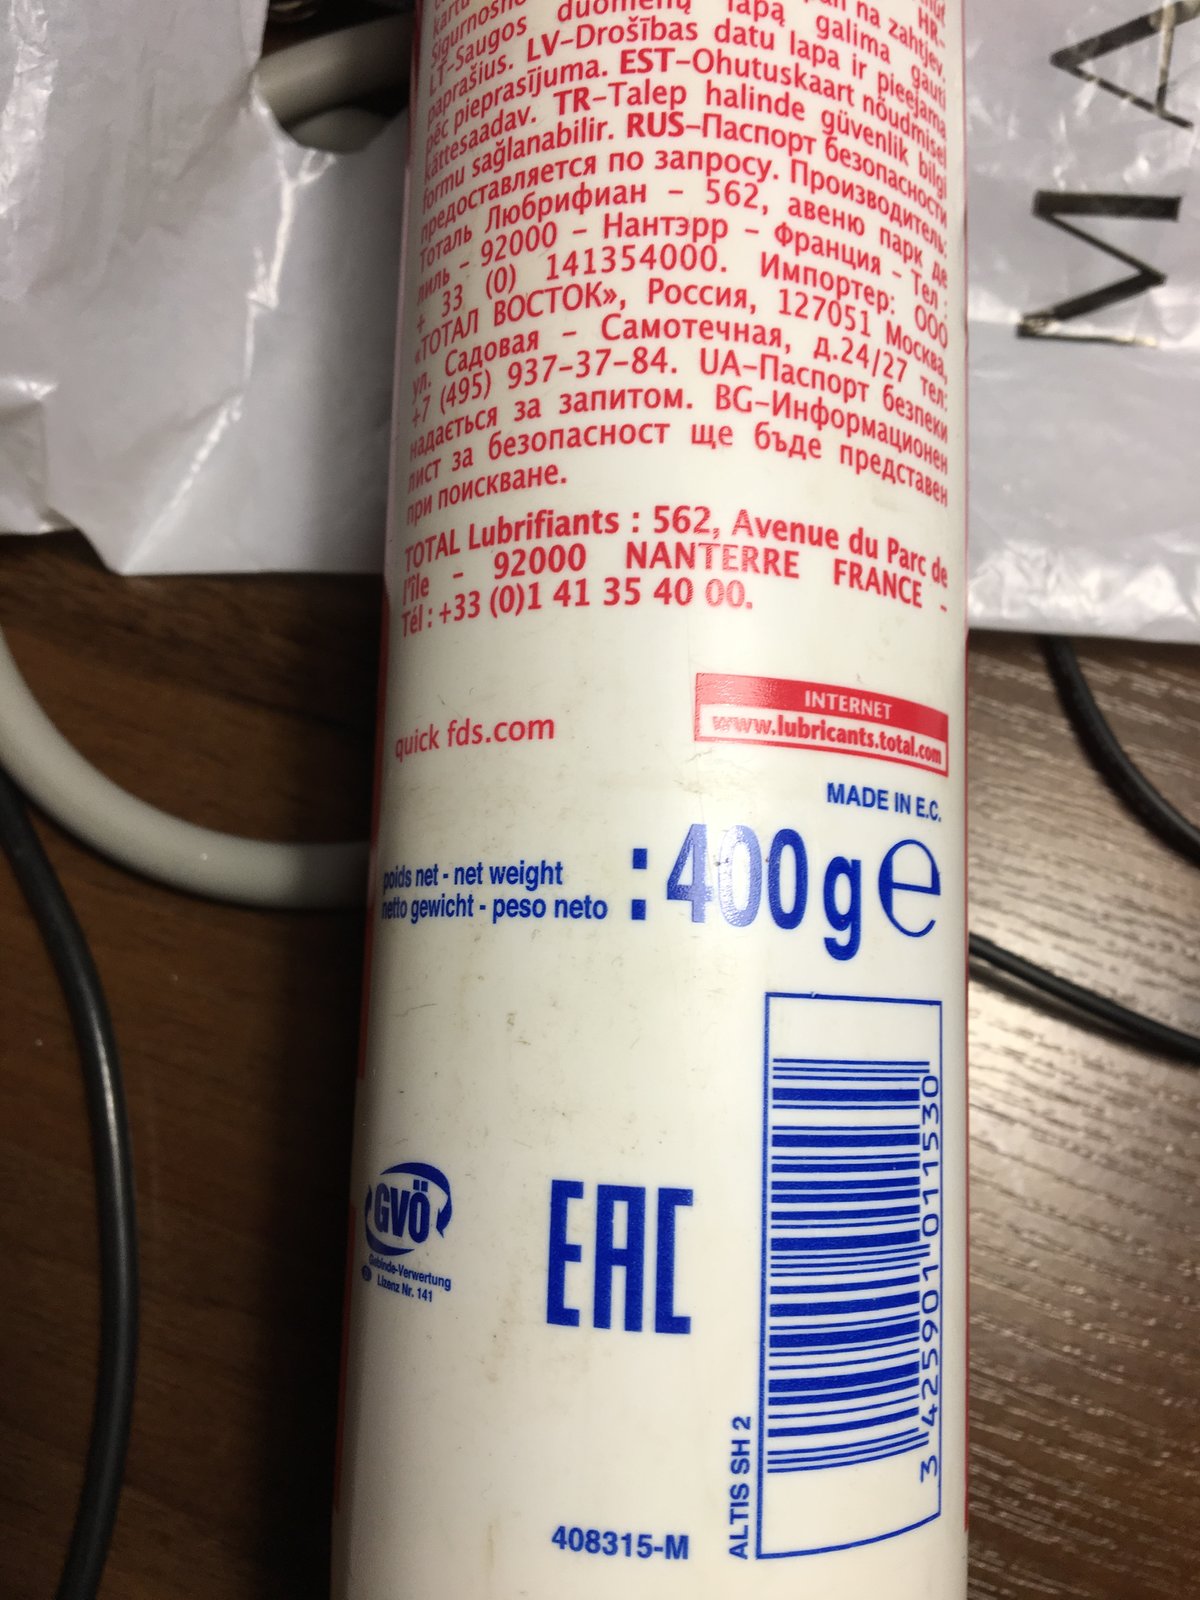 на zahtjev. HR-
Sigurnosno
LT-Saugos duomenų lapą galima gauti
paprašius. LV-Drošības datu lapa ir pieejama
pēc pieprasījuma. EST-Ohutuskaart nõudmisel
kättesaadav. TR-Talep halinde güvenlik bilgi
formu sağlanabilir. RUS-Паспорт безопасности
предоставляется по запросу. Производитель:
Тоталь Любрифиан - 562, авеню парк де
лиль - 92000 - Нантэрр - Франция - Тел :
+ 33 (0) 141354000. Импортер: ООО
«ТОТАЛ ВОСТОК», Россия, 127051 Москва,
ул. Садовая - Самотечная, д.24/27 тел:
+7 (495) 937-37-84. UA-Паспорт безпеки
надається за запитом. BG-Информационен
лист за безопасност ще бъде представен
при поискване.
TOTAL Lubrifiants : 562, Avenue du Parc de
l'île - 92000 NANTERRE FRANCE -
Tél : +33 (0)1 41 35 40 00.
quick fds.com
INTERNET
www.lubricants.total.com
MADE IN E.C.
poids net - net weight
netto gewicht - peso neto
: 400 g e
GVÖ
Gebinde-Verwertung
Lizenz Nr. 141
EAC
3 425901 011530
ALTIS SH 2
408315-M
M A